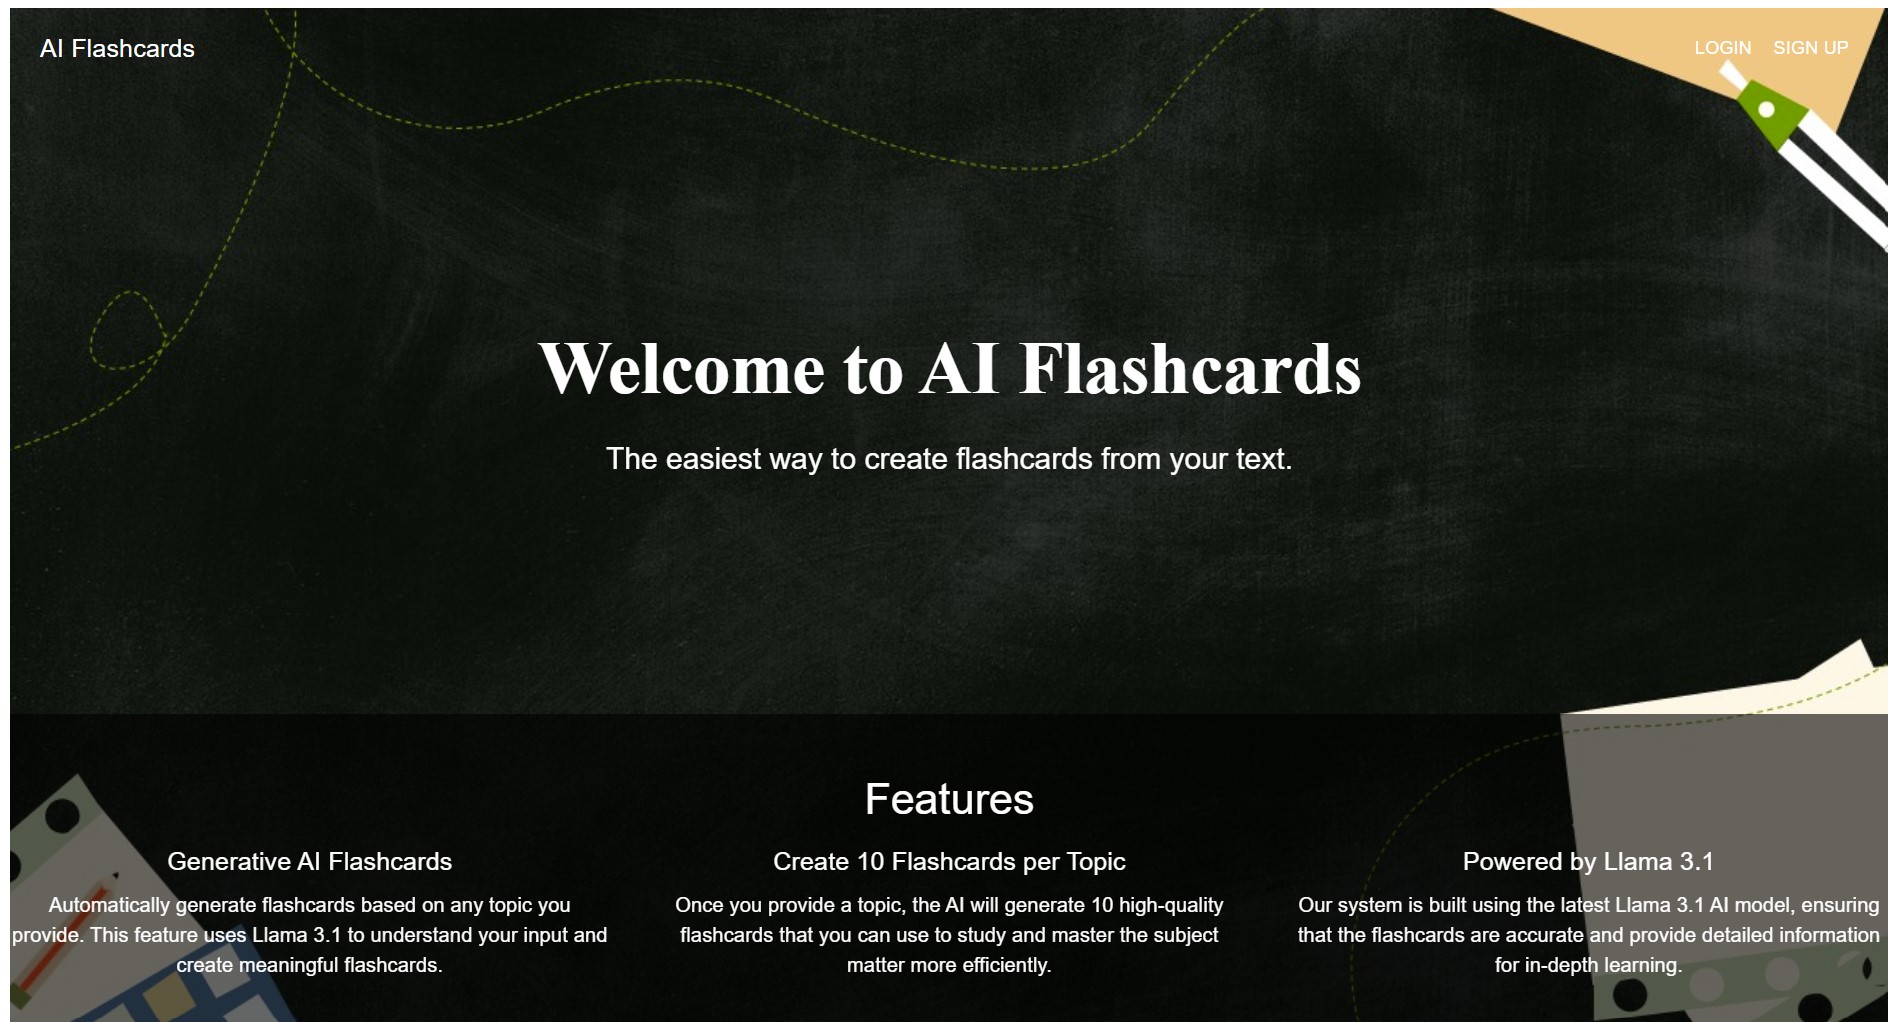 AI Flashcards
LOGIN SIGN UP
Welcome to AI Flashcards
The easiest way to create flashcards from your text.
Features
Generative AI Flashcards
Automatically generate flashcards based on any topic you
provide. This feature uses Llama 3.1 to understand your input and
create meaningful flashcards.
Create 10 Flashcards per Topic
Once you provide a topic, the AI will generate 10 high-quality
flashcards that you can use to study and master the subject
matter more efficiently.
Powered by Llama 3.1
Our system is built using the latest Llama 3.1 AI model, ensuring
that the flashcards are accurate and provide detailed information
for in-depth learning.